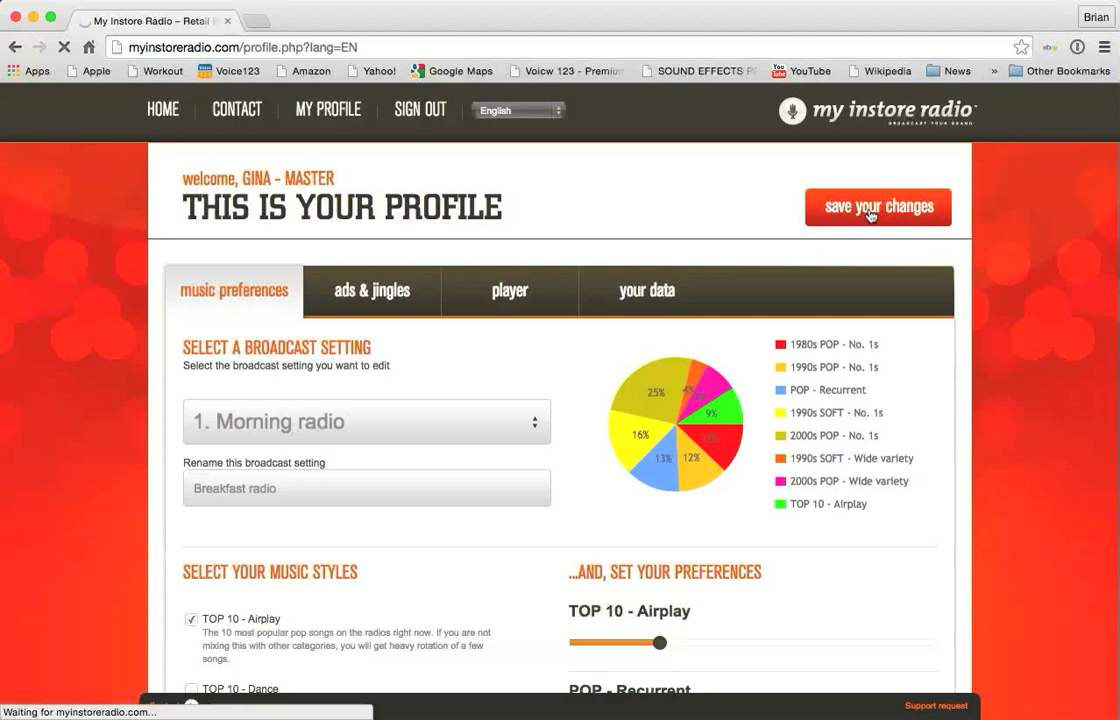 My Instore Radio – Retail
Brian
myinstoreradio.com/profile.php?lang=EN
ebay
Apps Apple Workout Voice123 Amazon Yahoo! Google Maps Voicw 123 - Premiu SOUND EFFECTS You Tube YouTube Wikipedia News » Other Bookmarks
HOME CONTACT MY PROFILE SIGN OUT English
my instore radio
BROADCAST YOUR BRAND
welcome, GINA - MASTER
THIS IS YOUR PROFILE
save your changes
music preferences ads & jingles player your data
SELECT A BROADCAST SETTING
Select the broadcast setting you want to edit
1. Morning radio
Rename this broadcast setting
Breakfast radio
25% 4% 9% 12% 12% 13% 16%
1980s POP - No. 1s
1990s POP - No. 1s
POP - Recurrent
1990s SOFT - No. 1s
2000s POP - No. 1s
1990s SOFT - Wide variety
2000s POP - Wide variety
TOP 10 - Airplay
SELECT YOUR MUSIC STYLES
TOP 10 - Airplay
The 10 most popular pop songs on the radios right now. If you are
not mixing this with other categories, you will get heavy rotation of a few
songs.
TOP 10 - Dance
...AND, SET YOUR PREFERENCES
TOP 10 - Airplay
POP - Recurrent
Support request
Waiting for myinstoreradio.com...